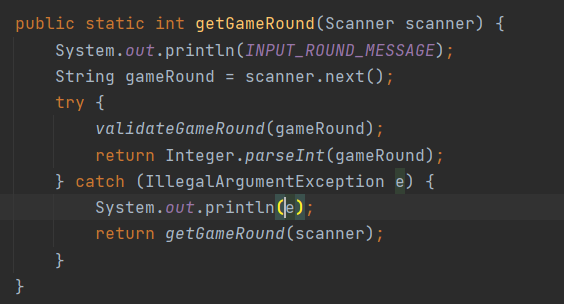 public static int getGameRound(Scanner scanner) {
    System.out.println(INPUT_ROUND_MESSAGE);
    String gameRound = scanner.next();
    try {
        validateGameRound(gameRound);
        return Integer.parseInt(gameRound);
    } catch (IllegalArgumentException e) {
        System.out.println(e);
        return getGameRound(scanner);
    }
}